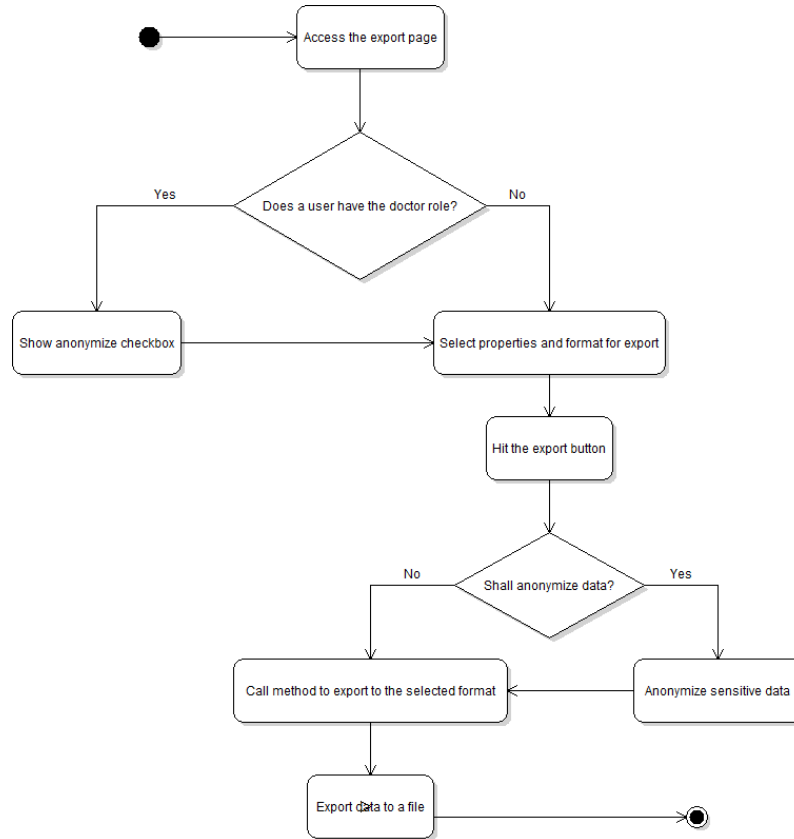 Access the export page
Yes
No
Does a user have the doctor role?
Show anonymize checkbox
Select properties and format for export
Hit the export button
No
Yes
Shall anonymize data?
Call method to export to the selected format
Anonymize sensitive data
Export data to a file